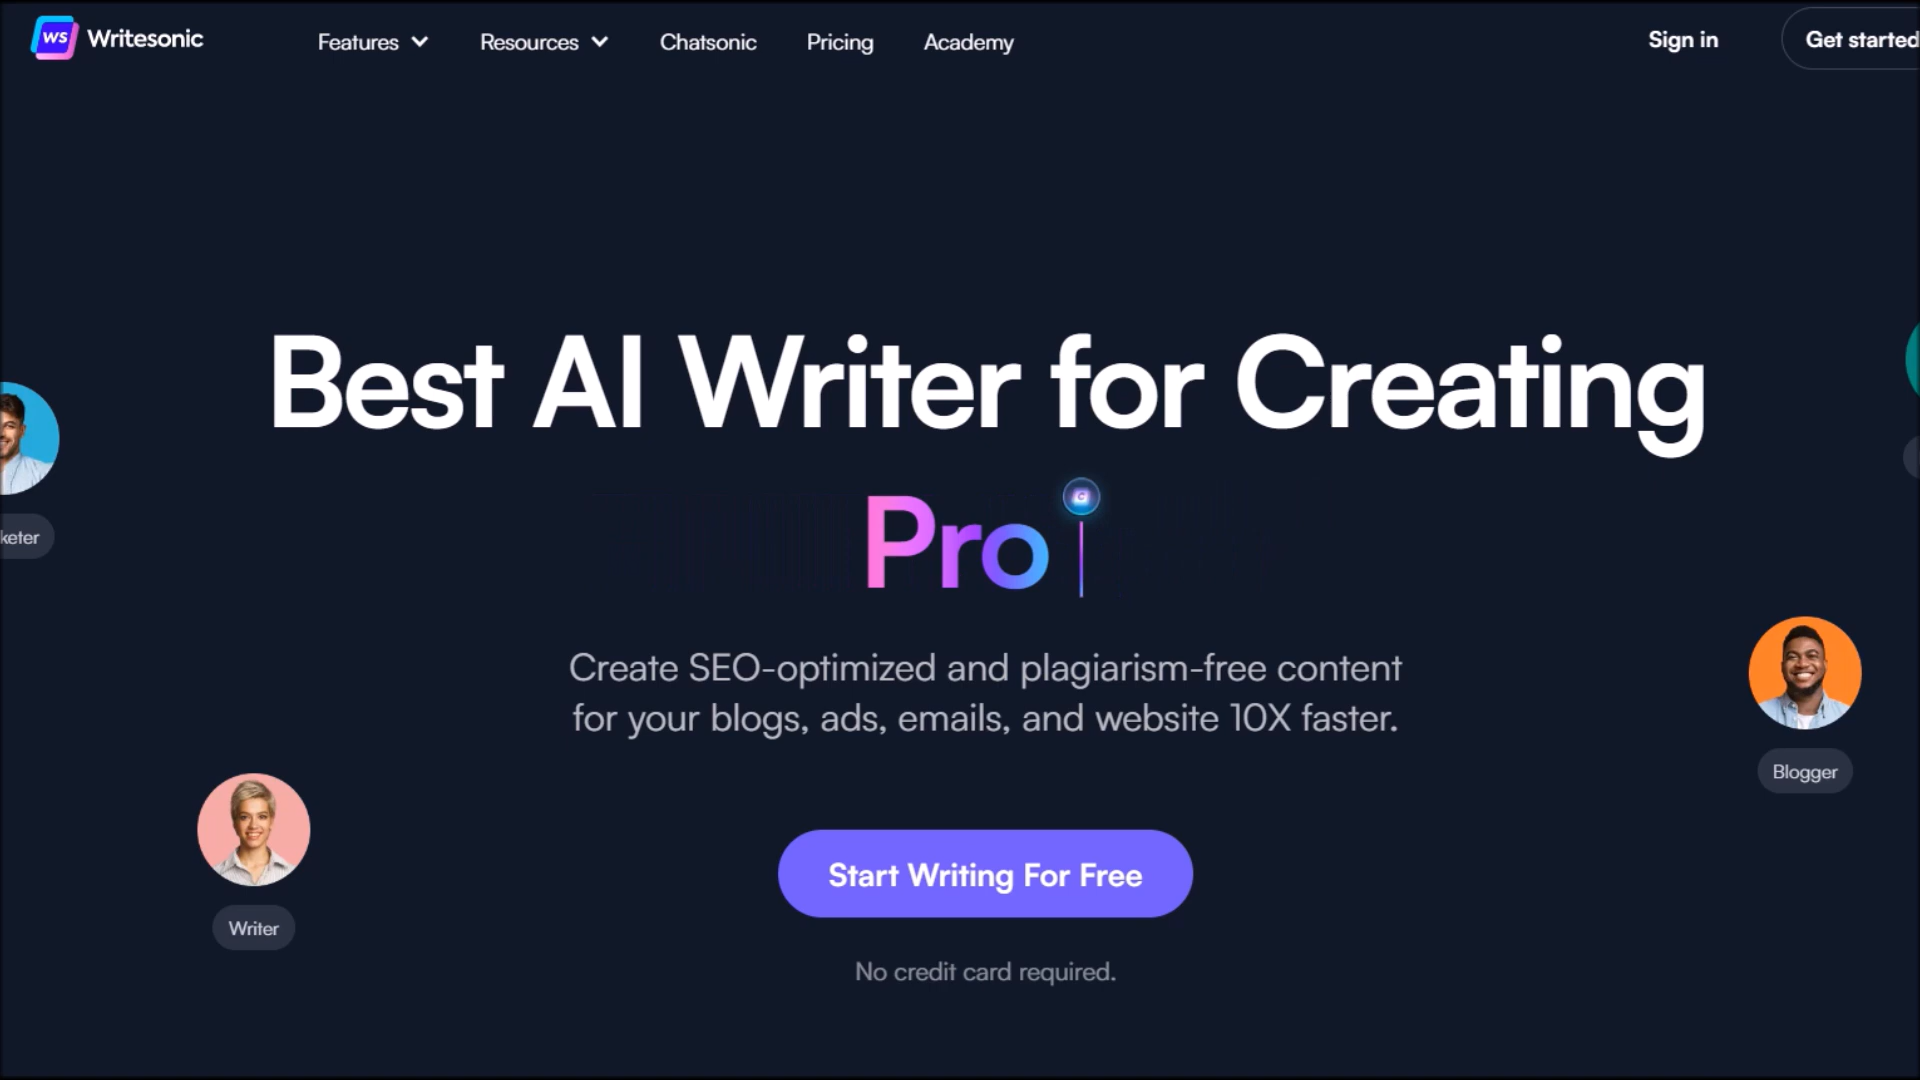 WS Writesonic
Features
Resources
Chatsonic
Pricing
Academy
Sign in
Get started
Best AI Writer for Creating
Pro
Create SEO-optimized and plagiarism-free content
for your blogs, ads, emails, and website 10X faster.
keter
Blogger
Writer
Start Writing For Free
No credit card required.